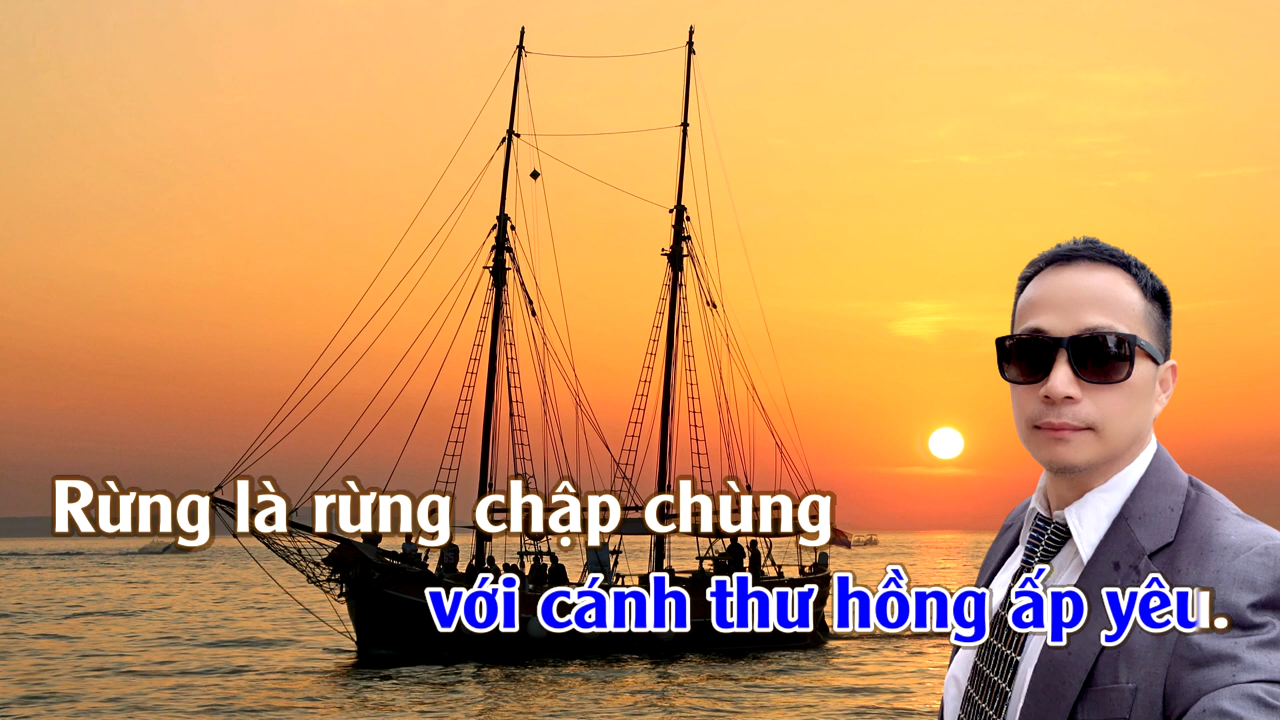 Rừng là rừng chập chùng
với cánh thư hồng ấp yêu.